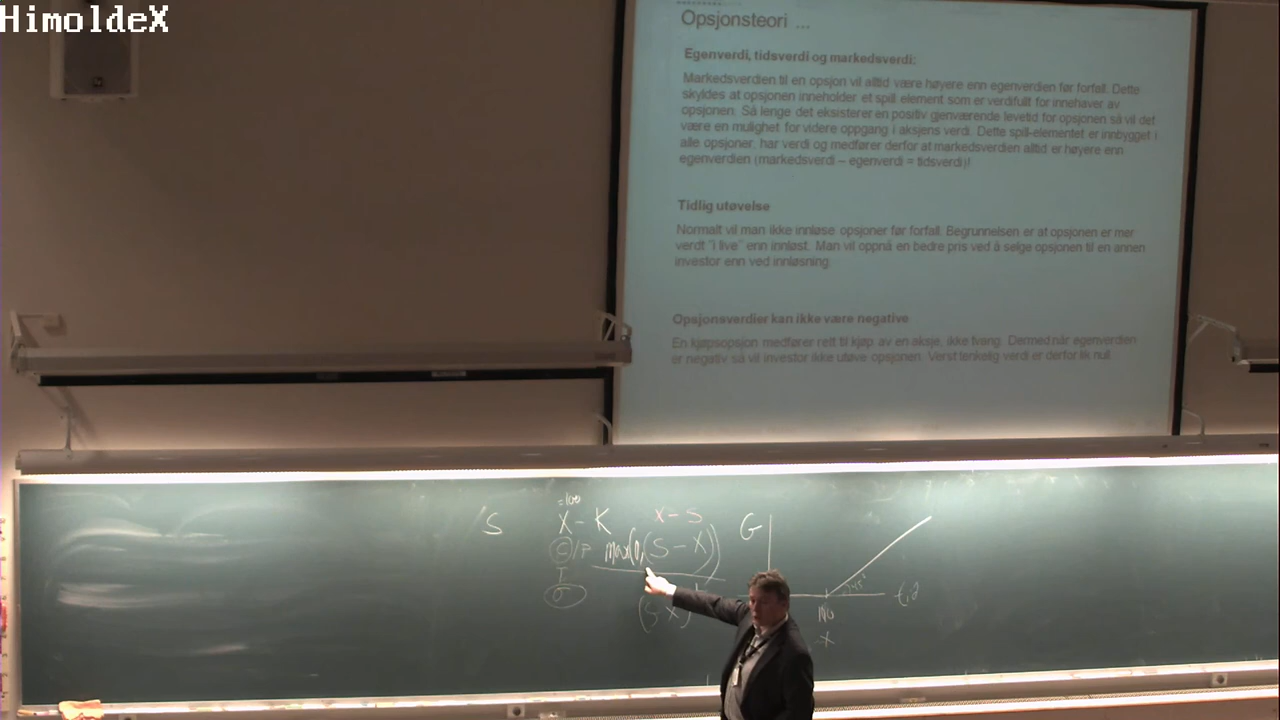 HimoldeX
Opsjonsteori ...
Egenverdi, tidsverdi og markedsverdi:
Markedsverdien til en opsjon vil alltid være høyere enn egenverdien før forfall. Dette
skyldes at opsjonen inneholder et spill element som er verdifullt for innehaver av
opsjonen. Så lenge det eksisterer en positiv gjenværende levetid for opsjonen så vil det
være en mulighet for videre oppgang i aksjens verdi. Dette spill-elementet er innbygget i
alle opsjoner, har verdi og medfører derfor at markedsverdien alltid er høyere enn
egenverdien (markedsverdi – egenverdi = tidsverdi)!
Tidlig utøvelse
Normalt vil man ikke innløse opsjoner før forfall. Begrunnelsen er at opsjonen er mer
verdt "i live" enn innløst. Man vil oppnå en bedre pris ved å selge opsjonen til en annen
investor enn ved innløsning.
Opsjonsverdier kan ikke være negative
En kjøpsopsjon medfører rett til kjøp av en aksje, ikke tvang. Dermed når egenverdien
er negativ så vil investor ikke utøve opsjonen. Verst tenkelig verdi er derfor lik null.
=100
S X - K X - S G
C/P max(0,(S - X))
T
σ
45°
100
X